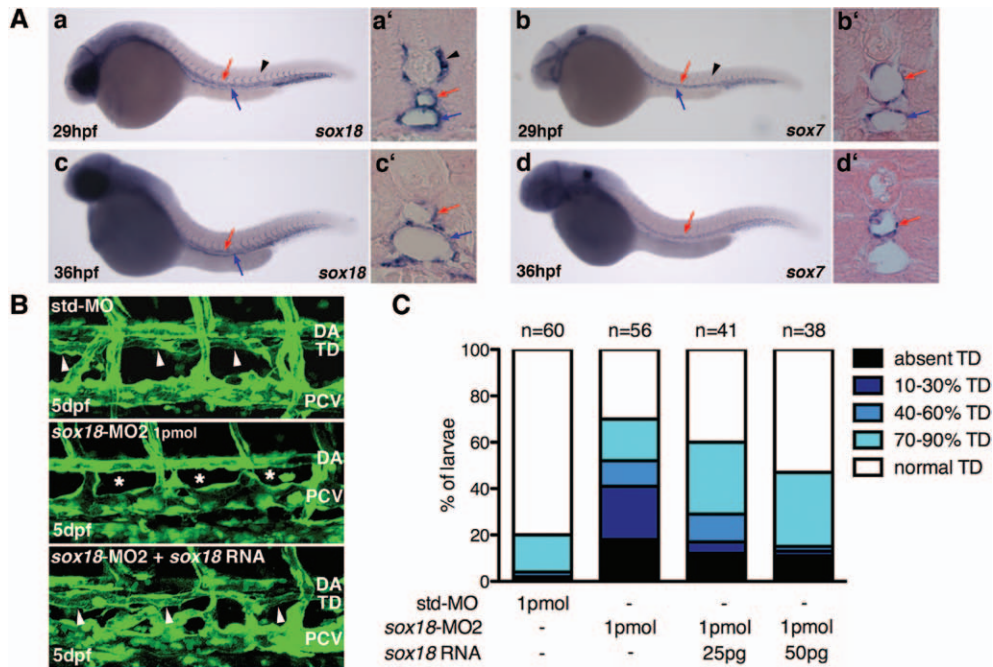 A
a
a'
b
b'
29hpf
sox18
29hpf
sox7
c
c'
d
d'
36hpf
sox18
36hpf
sox7
B
std-MO
DA
TD
PCV
5dpf
sox18-MO2 1pmol
DA
* * *
PCV
5dpf
sox18-MO2 + sox18 RNA
DA
TD
PCV
5dpf
C
n=60 n=56 n=41 n=38
100
80
60
40
20
0
% of larvae
absent TD
10-30% TD
40-60% TD
70-90% TD
normal TD
std-MO 1pmol - - -
sox18-MO2 - 1pmol 1pmol 1pmol
sox18 RNA - - 25pg 50pg